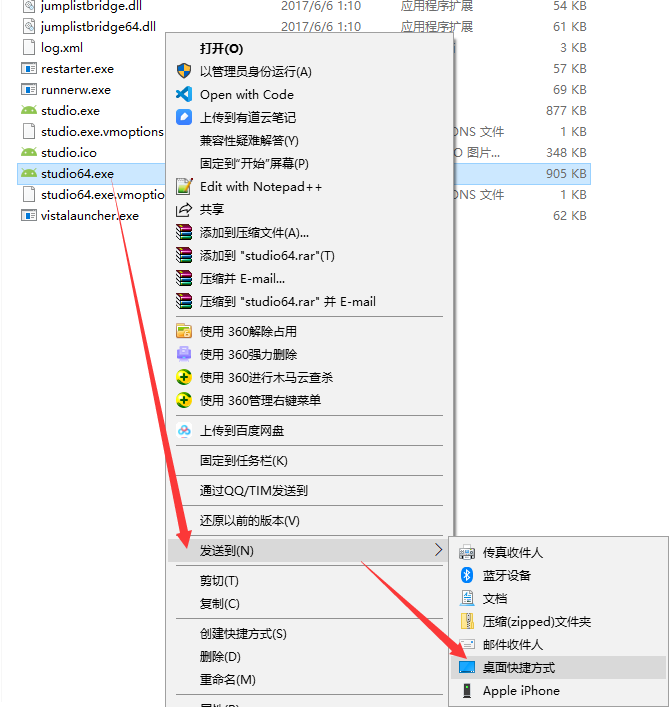 jumplistbridge.dll 2017/6/6 1:10 应用程序扩展 54 KB
jumplistbridge64.dll 2017/6/6 1:10 应用程序扩展 61 KB
log.xml 3 KB
restarter.exe 57 KB
runnerw.exe 69 KB
studio.exe 877 KB
studio.exe.vmoptions ONS 文件 1 KB
studio.ico O 图片... 348 KB
studio64.exe 905 KB
studio64.exe.vmoptio ONS 文件 1 KB
vistalauncher.exe 62 KB
打开(O)
以管理员身份运行(A)
Open with Code
上传到有道云笔记
兼容性疑难解答(Y)
固定到"开始"屏幕(P)
Edit with Notepad++
共享
添加到压缩文件(A)...
添加到 "studio64.rar"(T)
压缩并 E-mail...
压缩到 "studio64.rar" 并 E-mail
使用 360解除占用
使用 360强力删除
使用 360进行木马云查杀
使用 360管理右键菜单
上传到百度网盘
固定到任务栏(K)
通过QQ/TIM发送到
还原以前的版本(V)
发送到(N)
剪切(T)
复制(C)
创建快捷方式(S)
删除(D)
重命名(M)
传真收件人
蓝牙设备
文档
压缩(zipped)文件夹
邮件收件人
桌面快捷方式
Apple iPhone